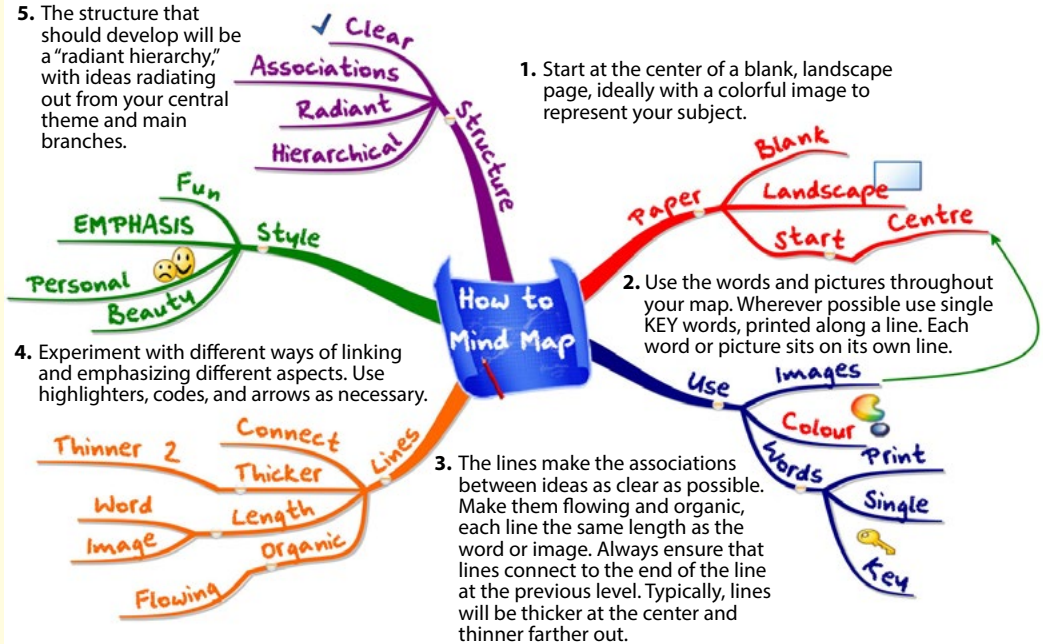 5. The structure that
should develop will be
a “radiant hierarchy,”
with ideas radiating
out from your central
theme and main
branches.
Clear
Associations
Radiant
Hierarchical
Structure
1. Start at the center of a blank, landscape
page, ideally with a colorful image to
represent your subject.
Paper
Blank
Landscape
Start
Centre
Fun
EMPHASIS
Personal
Beauty
Style
How to
Mind Map
2. Use the words and pictures throughout
your map. Wherever possible use single
KEY words, printed along a line. Each
word or picture sits on its own line.
Use
Images
Colour
Words
Print
Single
Key
4. Experiment with different ways of linking
and emphasizing different aspects. Use
highlighters, codes, and arrows as necessary.
Lines
Connect
Thicker
Thinner 2
Length
Word
Image
Organic
Flowing
3. The lines make the associations
between ideas as clear as possible.
Make them flowing and organic,
each line the same length as the
word or image. Always ensure that
lines connect to the end of the line
at the previous level. Typically, lines
will be thicker at the center and
thinner farther out.